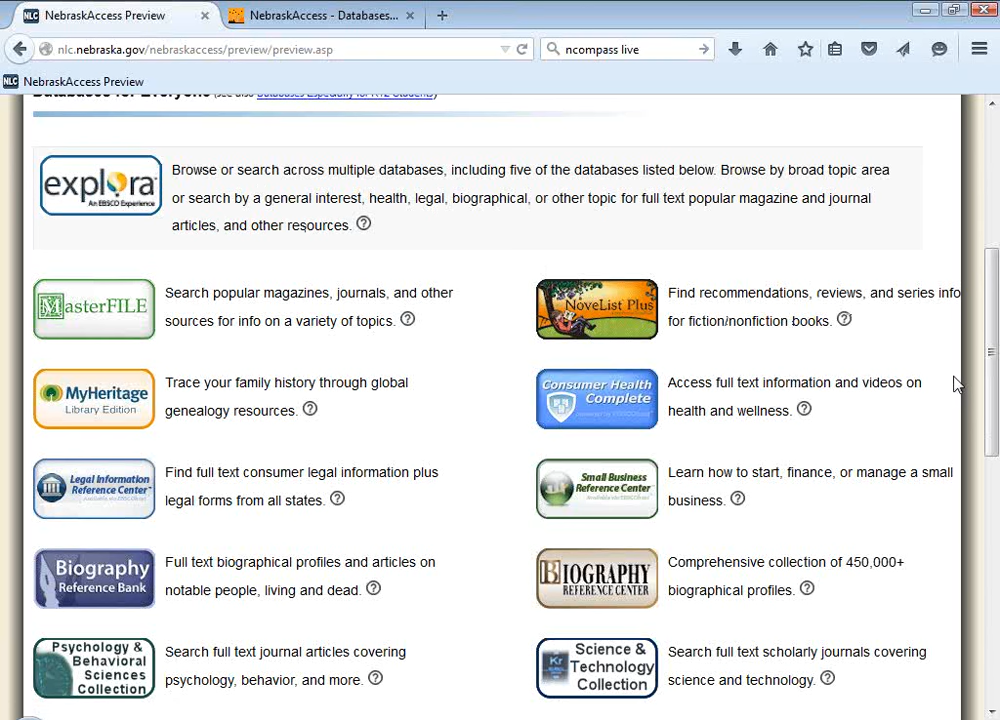 NebraskAccess Preview
NebraskAccess - Databases...
nlc.nebraska.gov/nebraskaccess/preview/preview.asp
ncompass live
NLC NebraskAccess Preview
Databases for Everyone (see also Databases Especially for K12 Students)
explora
An EBSCO Experience
Browse or search across multiple databases, including five of the databases listed below. Browse by broad topic area
or search by a general interest, health, legal, biographical, or other topic for full text popular magazine and journal
articles, and other resources.
MasterFILE
Search popular magazines, journals, and other
sources for info on a variety of topics.
NoveList Plus
Find recommendations, reviews, and series info
for fiction/nonfiction books.
MyHeritage
Library Edition
Trace your family history through global
genealogy resources.
Consumer Health
Complete
Access full text information and videos on
health and wellness.
Legal Information
Reference Center
Find full text consumer legal information plus
legal forms from all states.
Small Business
Reference Center
Learn how to start, finance, or manage a small
business.
Biography
Reference Bank
Full text biographical profiles and articles on
notable people, living and dead.
BIOGRAPHY
REFERENCE CENTER
Comprehensive collection of 450,000+
biographical profiles.
Psychology &
Behavioral
Sciences
Collection
Search full text journal articles covering
psychology, behavior, and more.
Science &
Technology
Collection
Search full text scholarly journals covering
science and technology.